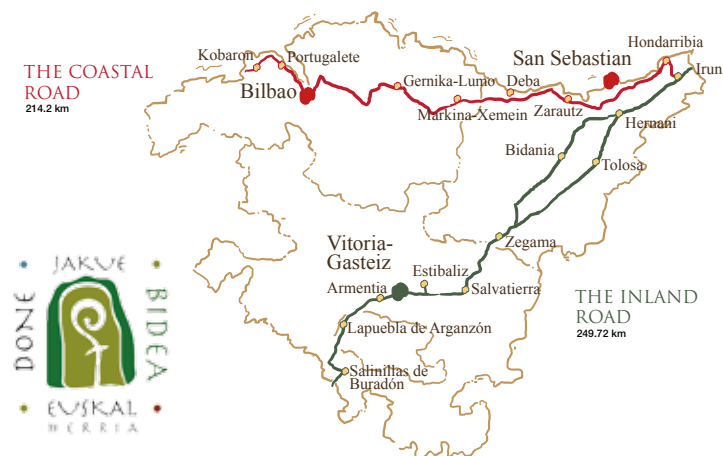 Hondarribia
San Sebastian
Kobaron
Portugalete
Irun
THE COASTAL
ROAD
214.2 km
Gernika-Lumo
Deba
Bilbao
Markina-Xemein
Zarautz
Hernani
Bidania
Tolosa
Zegama
Vitoria-
Gasteiz
Estibaliz
Armentia
Salvatierra
THE INLAND
ROAD
249.72 km
Lapuebla de Arganzón
Salinillas de
Buradón
JAKUE
DONE
BIDEA
EUSKAL
HERRIA